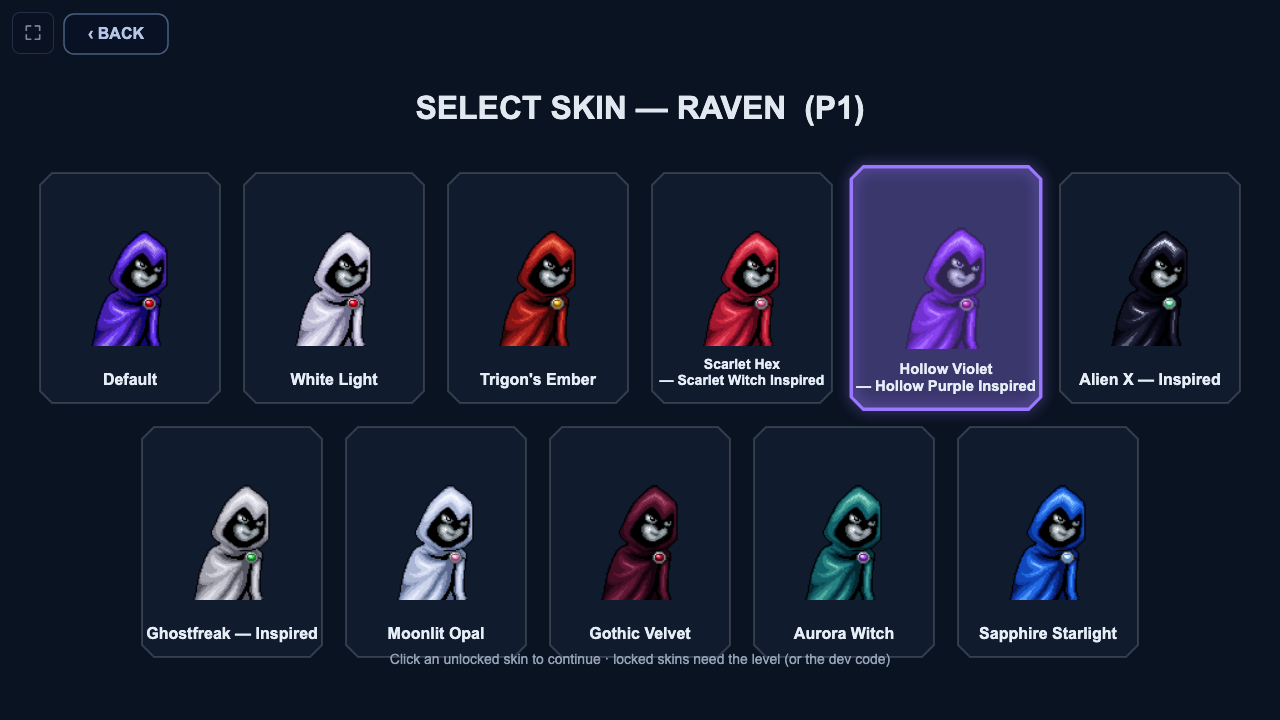 ‹ BACK
SELECT SKIN — RAVEN (P1)
Default
White Light
Trigon's Ember
Scarlet Hex
— Scarlet Witch Inspired
Hollow Violet
— Hollow Purple Inspired
Alien X — Inspired
Ghostfreak — Inspired
Moonlit Opal
Gothic Velvet
Aurora Witch
Sapphire Starlight
Click an unlocked skin to continue · locked skins need the level (or the dev code)